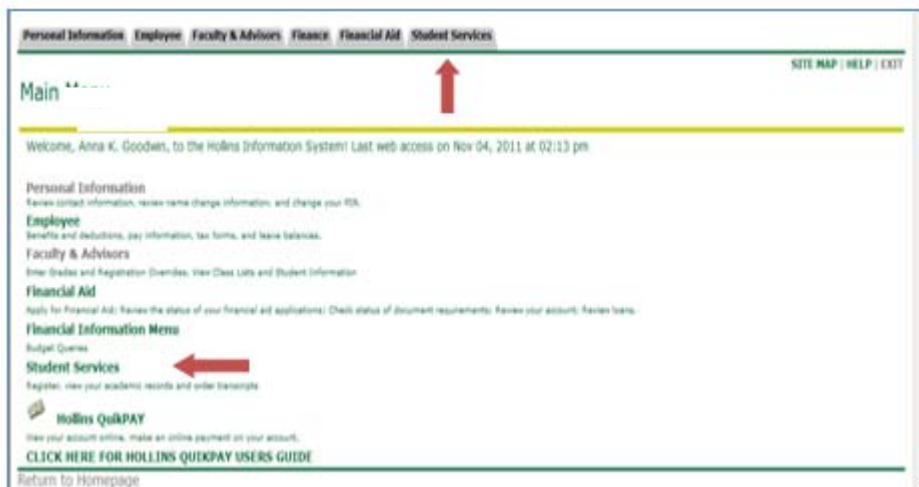 Personal Information Employee Faculty & Advisors Finance Financial Aid Student Services
SITE MAP | HELP | EXIT
Main
Welcome, Anna K. Goodwin, to the Hollins Information System! Last web access on Nov 04, 2011 at 02:13 pm
Personal Information
Review contact information, review name change information, and change your PIN.
Employee
Benefits and deductions, pay information, tax forms, and leave balances.
Faculty & Advisors
Enter Grades and Registration Overrides, View Class Lists and Student Information
Financial Aid
Apply for Financial Aid; Review the status of your financial aid applications; Check status of document requirements; Review your account; Review loans.
Financial Information Menu
Budget Queries
Student Services
Register, view your academic records and order transcripts
Hollins QuikPAY
View your account online, make an online payment on your account.
CLICK HERE FOR HOLLINS QUIKPAY USERS GUIDE
Return to Homepage